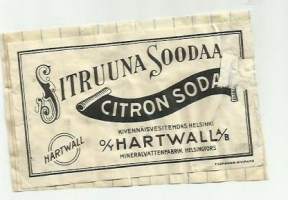 SITRUUNA SOODAA
CITRON SODA
KIVENNÄISVESITEHDAS HELSINKI
O/Y HARTWALL A/B
MINERALVATTENFABRIK, HELSINGFORS
HARTWALL